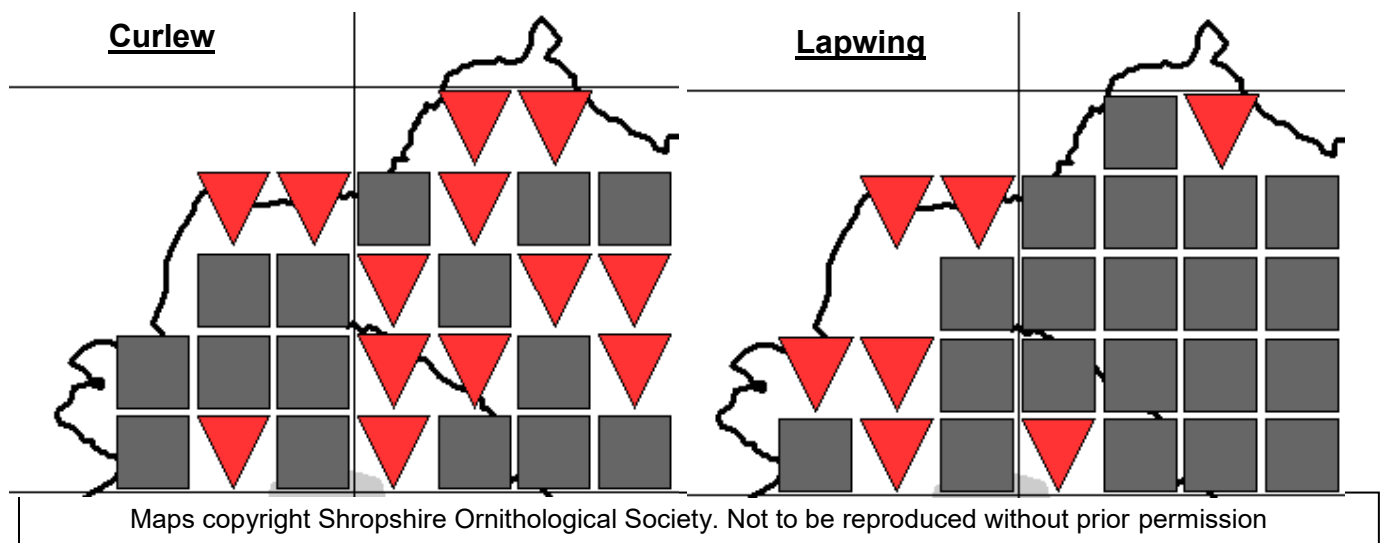 Curlew
Lapwing
Maps copyright Shropshire Ornithological Society. Not to be reproduced without prior permission